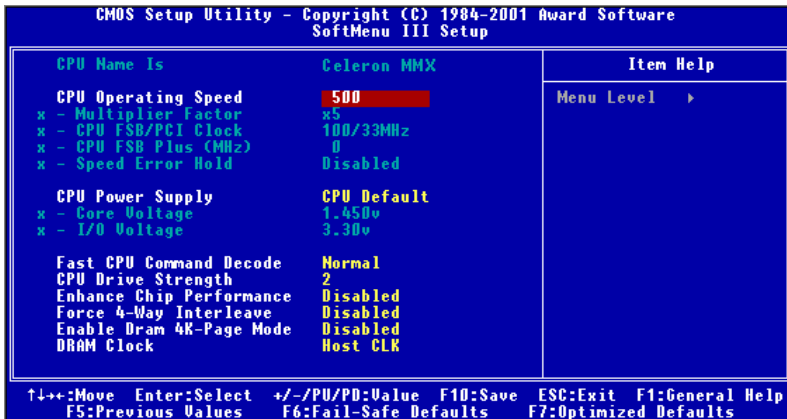 CMOS Setup Utility - Copyright (C) 1984-2001 Award Software
SoftMenu III Setup
CPU Name Is Celeron MMX
Item Help
CPU Operating Speed 500
Menu Level ▸
x - Multiplier Factor x5
x - CPU FSB/PCI Clock 100/33MHz
x - CPU FSB Plus (MHz) 0
x - Speed Error Hold Disabled
CPU Power Supply CPU Default
x - Core Voltage 1.450v
x - I/O Voltage 3.30v
Fast CPU Command Decode Normal
CPU Drive Strength 2
Enhance Chip Performance Disabled
Force 4-Way Interleave Disabled
Enable Dram 4K-Page Mode Disabled
DRAM Clock Host CLK
↑↓→←:Move Enter:Select +/-/PU/PD:Value F10:Save ESC:Exit F1:General Help
F5:Previous Values F6:Fail-Safe Defaults F7:Optimized Defaults